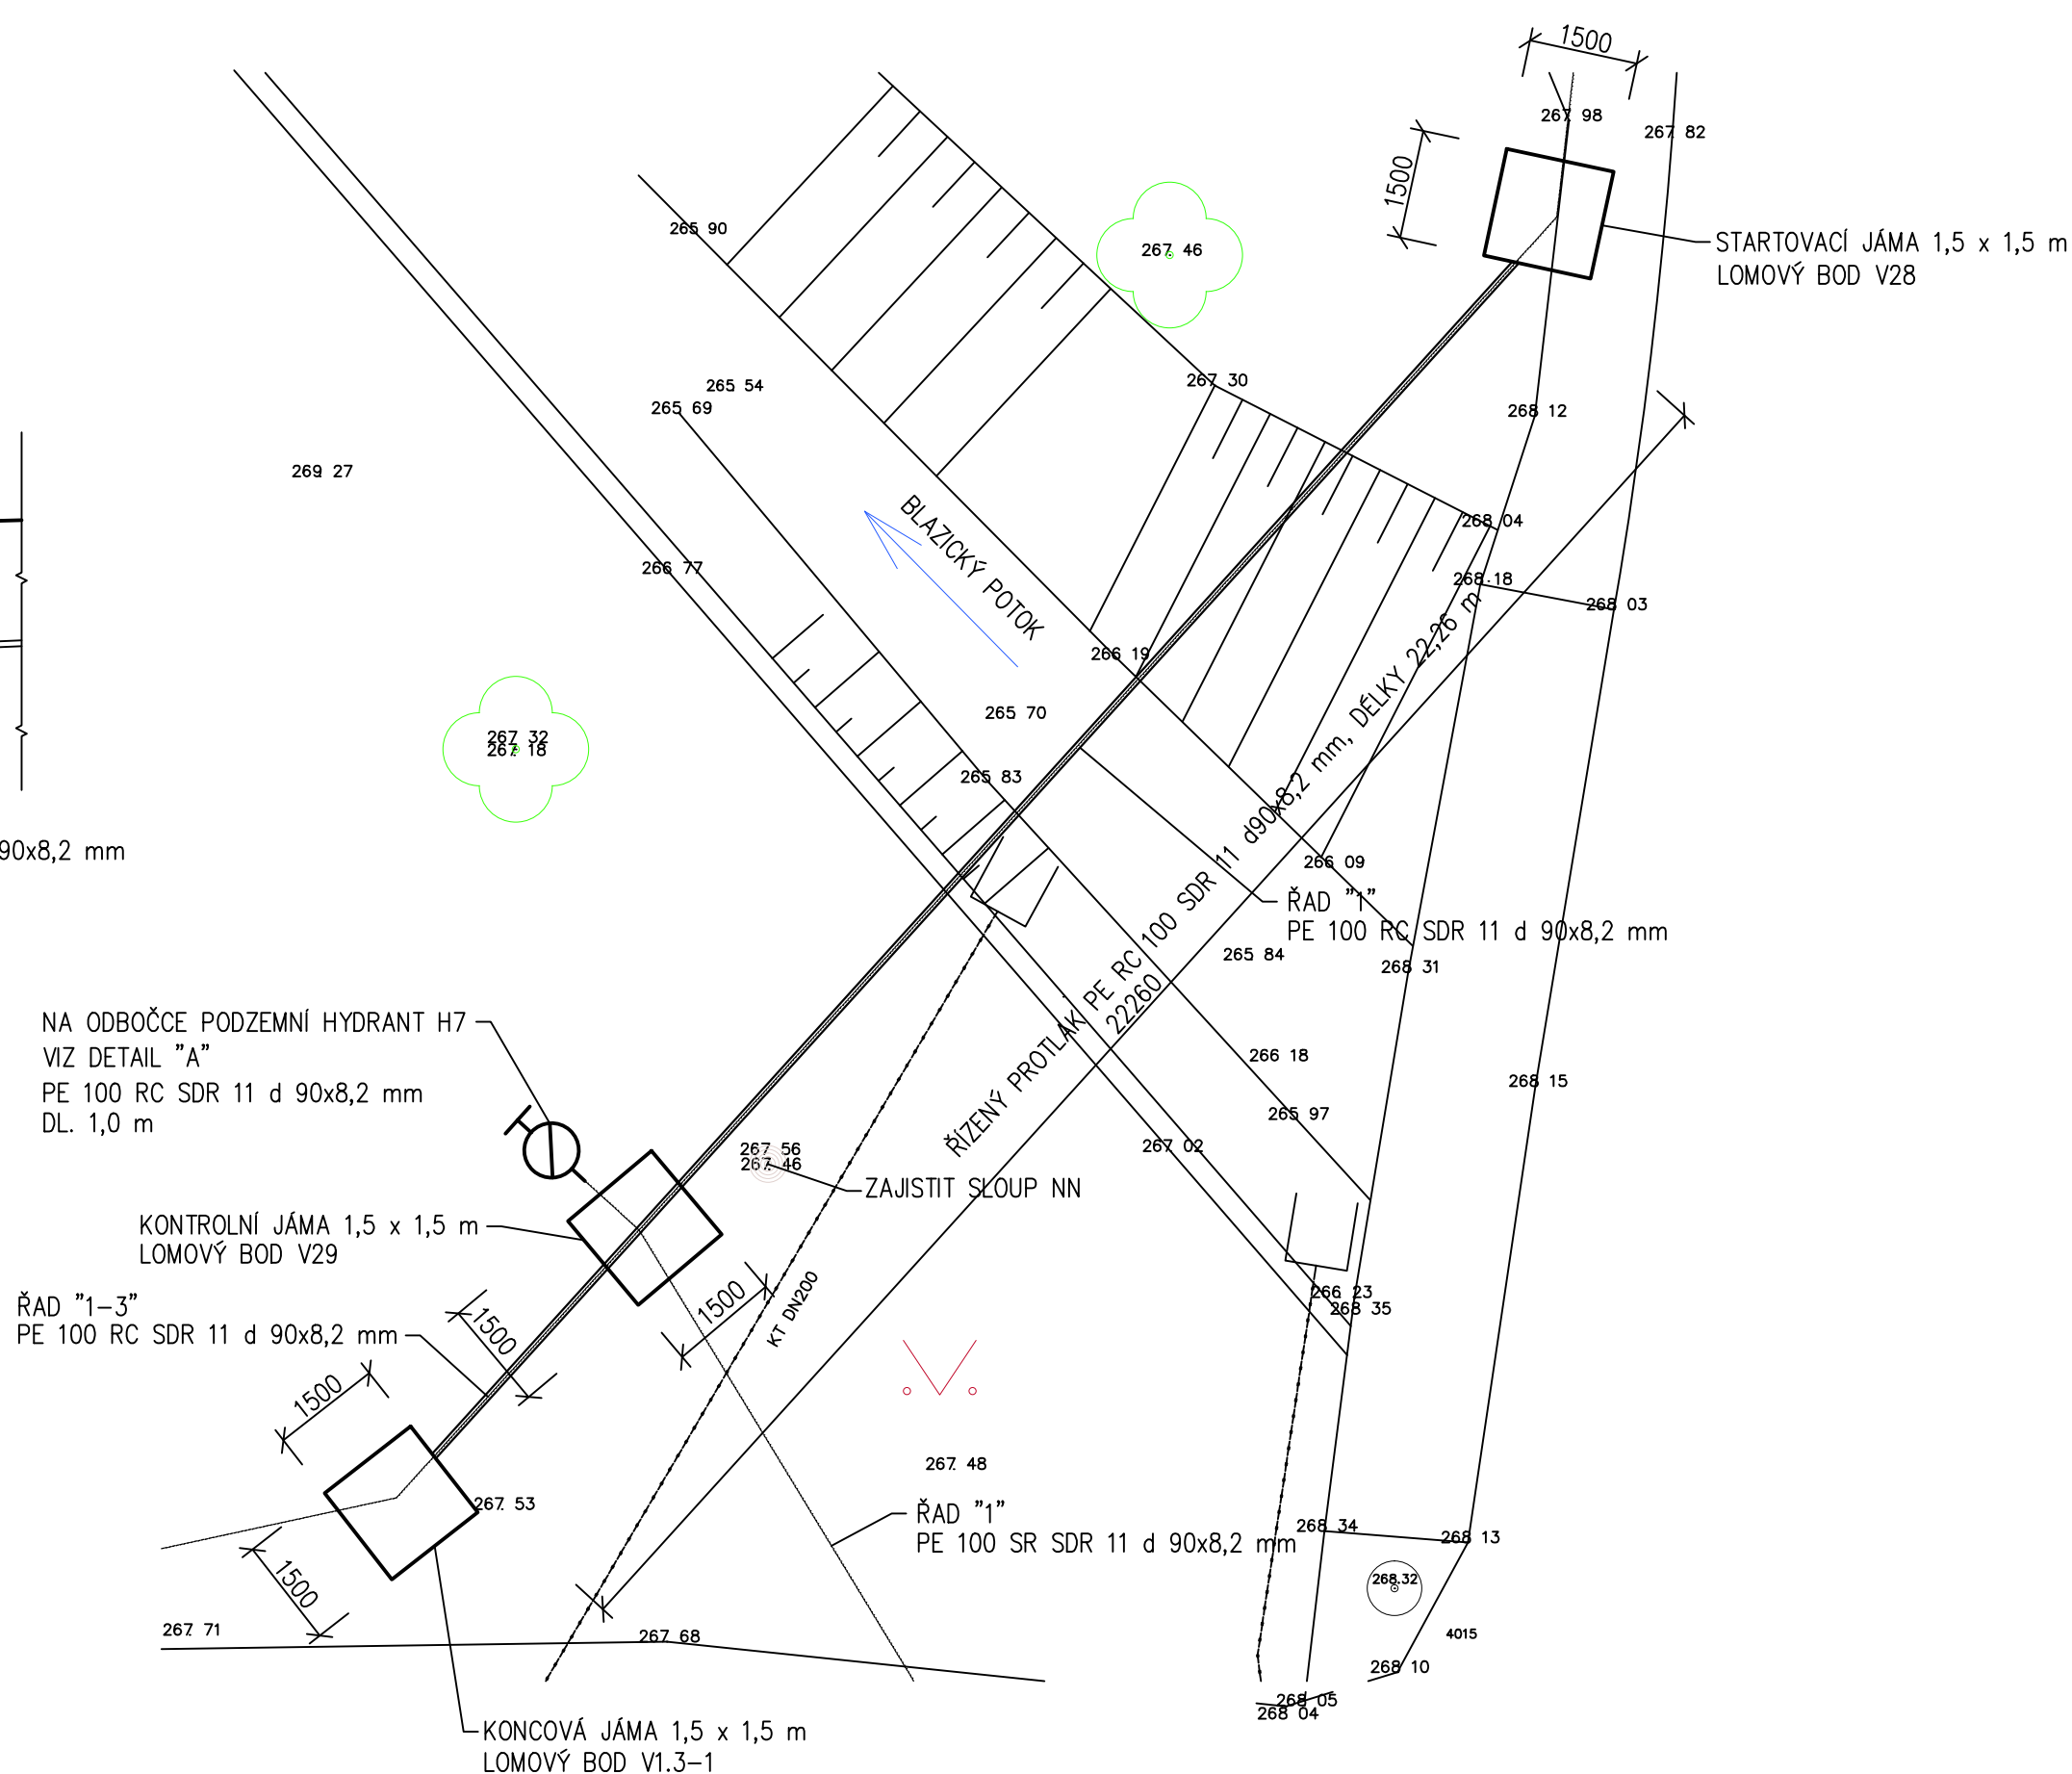 1500
267.98
267.82
1500
STARTOVACÍ JÁMA 1,5 x 1,5 m
LOMOVÝ BOD V28
265.90
267.46
267.30
265.54
265.69
268.12
269.27
BLAZICKÝ POTOK
268.04
266.77
268.18
268.03
266.19
265.70
267.32
267.18
265.83
90x8,2 mm
266.09
ŘAD "1"
PE 100 RC SDR 11 d 90x8,2 mm
265.84
268.31
ŘÍZENÝ PROTLAK PE RC 100 SDR 11 d90x8,2 mm, DÉLKY 22,26 m
22260
NA ODBOČCE PODZEMNÍ HYDRANT H7
VIZ DETAIL "A"
PE 100 RC SDR 11 d 90x8,2 mm
DL. 1,0 m
266.18
268.15
265.97
267.02
267.56
267.46
ZAJISTIT SLOUP NN
KONTROLNÍ JÁMA 1,5 x 1,5 m
LOMOVÝ BOD V29
1500
KT DN200
266.23
268.35
ŘAD "1-3"
PE 100 RC SDR 11 d 90x8,2 mm
1500
1500
267.48
267.53
ŘAD "1"
PE 100 SR SDR 11 d 90x8,2 mm
268.34
268.13
268.32
1500
267.71
267.68
4015
268.10
268.05
268.04
KONCOVÁ JÁMA 1,5 x 1,5 m
LOMOVÝ BOD V1.3-1